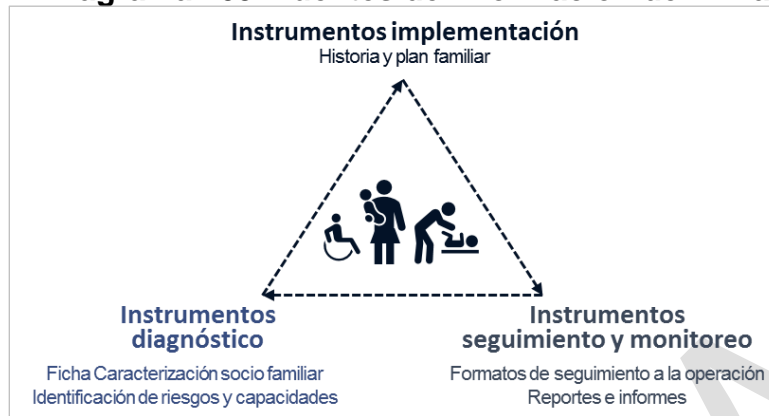 Instrumentos implementación
Historia y plan familiar
Instrumentos
diagnóstico
Ficha Caracterización socio familiar
Identificación de riesgos y capacidades
Instrumentos
seguimiento y monitoreo
Formatos de seguimiento a la operación
Reportes e informes